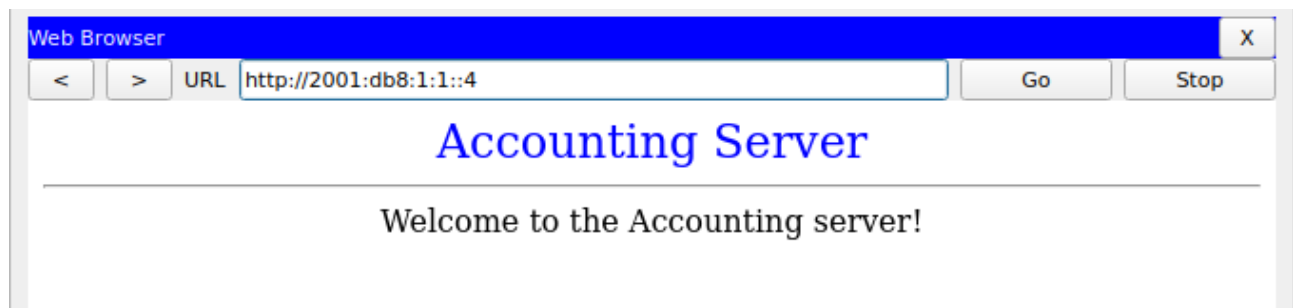 Web Browser X
< > URL http://2001:db8:1:1::4 Go Stop
Accounting Server
Welcome to the Accounting server!